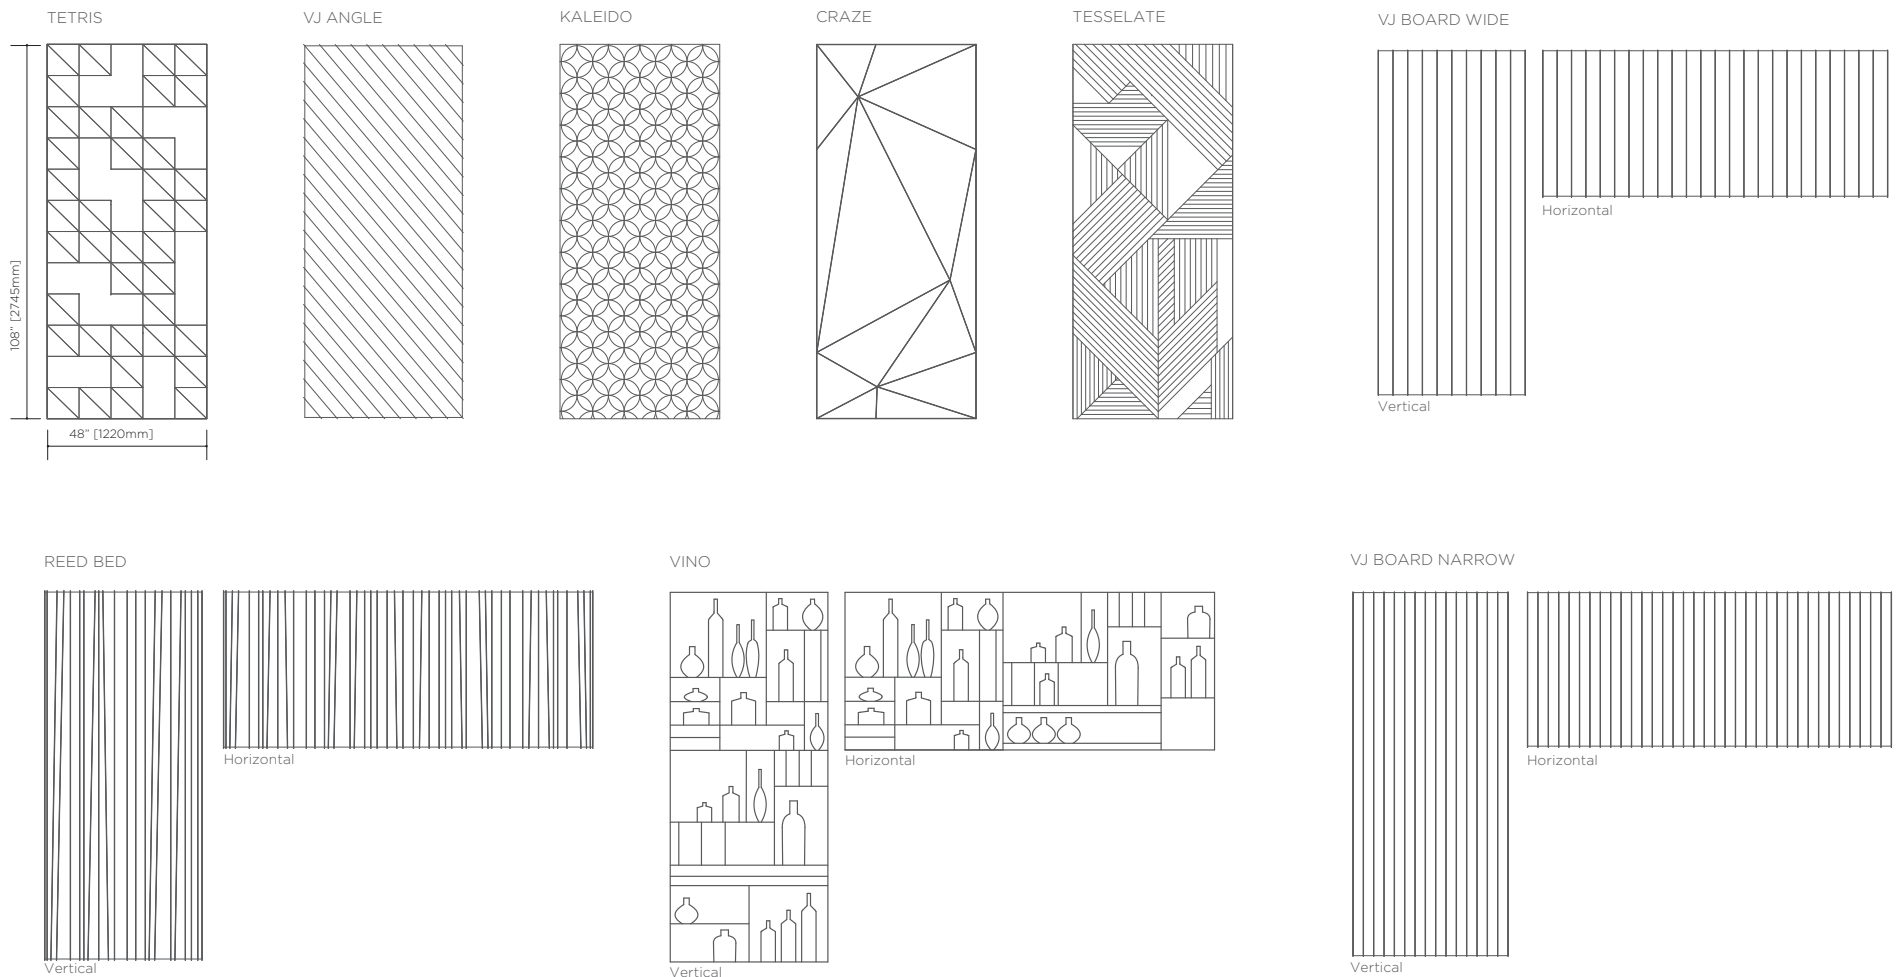 TETRIS
VJ ANGLE
KALEIDO
CRAZE
TESSELATE
VJ BOARD WIDE
108” [2745mm]
48” [1220mm]
Vertical
Horizontal
REED BED
VINO
VJ BOARD NARROW
Vertical
Horizontal
Vertical
Horizontal
Vertical
Horizontal